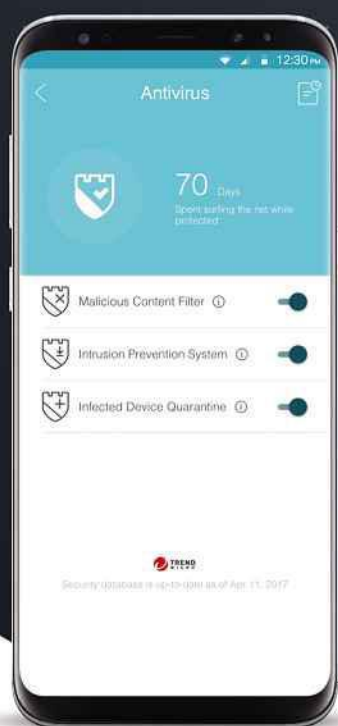 12:30 PM
Antivirus
70 Days
Spent surfing the net while
protected
Malicious Content Filter
Intrusion Prevention System
Infected Device Quarantine
TREND
MICRO
Security database is up-to-date as of Apr 11, 2017